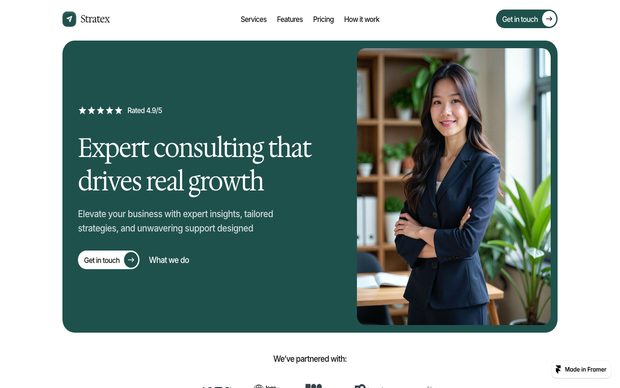 Stratex
Services
Features
Pricing
How it work
Get in touch
Rated 4.9/5
Expert consulting that
drives real growth
Elevate your business with expert insights, tailored
strategies, and unwavering support designed
Get in touch
What we do
We've partnered with:
Made in Framer